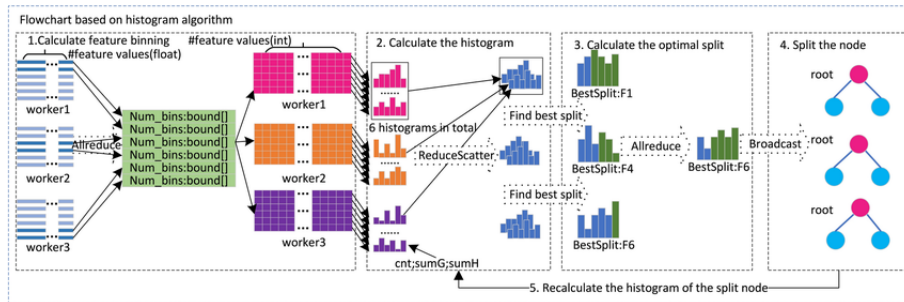 Flowchart based on histogram algorithm
1.Calculate feature binning
#feature values(float)
worker1
Allreduce
worker2
worker3
Num_bins:bound[]
Num_bins:bound[]
Num_bins:bound[]
Num_bins:bound[]
Num_bins:bound[]
Num_bins:bound[]
#feature values(int)
worker1
worker2
worker3
2. Calculate the histogram
6 histograms in total
ReduceScatter
cnt;sumG;sumH
Find best split
Find best split
3. Calculate the optimal split
BestSplit:F1
BestSplit:F4
BestSplit:F6
Allreduce
BestSplit:F6
Broadcast
4. Split the node
root
root
root
5. Recalculate the histogram of the split node